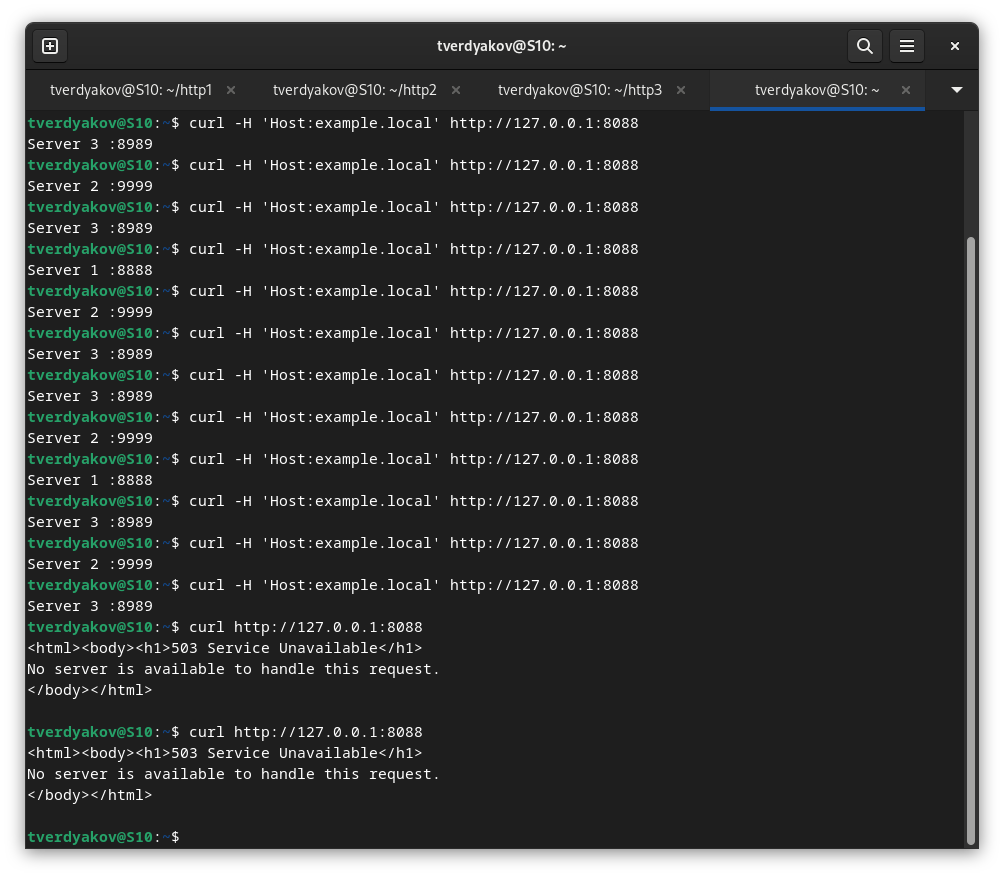 tverdyakov@S10: ~
tverdyakov@S10: ~/http1
tverdyakov@S10: ~/http2
tverdyakov@S10: ~/http3
tverdyakov@S10: ~
tverdyakov@S10:~$ curl -H 'Host:example.local' http://127.0.0.1:8088
Server 3 :8989
tverdyakov@S10:~$ curl -H 'Host:example.local' http://127.0.0.1:8088
Server 2 :9999
tverdyakov@S10:~$ curl -H 'Host:example.local' http://127.0.0.1:8088
Server 3 :8989
tverdyakov@S10:~$ curl -H 'Host:example.local' http://127.0.0.1:8088
Server 1 :8888
tverdyakov@S10:~$ curl -H 'Host:example.local' http://127.0.0.1:8088
Server 2 :9999
tverdyakov@S10:~$ curl -H 'Host:example.local' http://127.0.0.1:8088
Server 3 :8989
tverdyakov@S10:~$ curl -H 'Host:example.local' http://127.0.0.1:8088
Server 3 :8989
tverdyakov@S10:~$ curl -H 'Host:example.local' http://127.0.0.1:8088
Server 2 :9999
tverdyakov@S10:~$ curl -H 'Host:example.local' http://127.0.0.1:8088
Server 1 :8888
tverdyakov@S10:~$ curl -H 'Host:example.local' http://127.0.0.1:8088
Server 3 :8989
tverdyakov@S10:~$ curl -H 'Host:example.local' http://127.0.0.1:8088
Server 2 :9999
tverdyakov@S10:~$ curl -H 'Host:example.local' http://127.0.0.1:8088
Server 3 :8989
tverdyakov@S10:~$ curl http://127.0.0.1:8088
<html><body><h1>503 Service Unavailable</h1>
No server is available to handle this request.
</body></html>
tverdyakov@S10:~$ curl http://127.0.0.1:8088
<html><body><h1>503 Service Unavailable</h1>
No server is available to handle this request.
</body></html>
tverdyakov@S10:~$